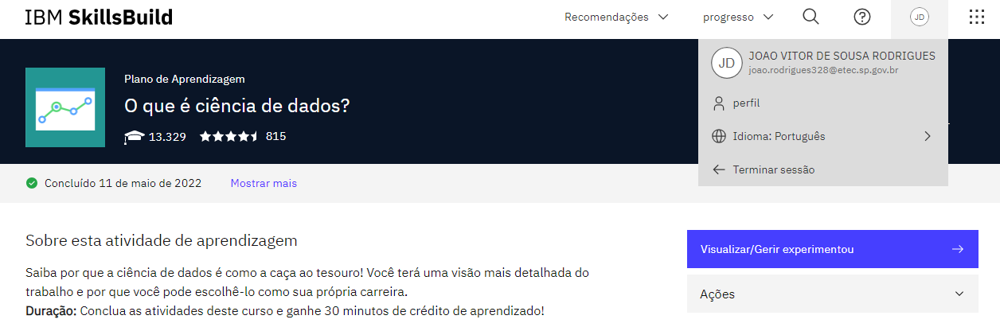 IBM SkillsBuild
Recomendações
progresso
JD
JD
JOAO VITOR DE SOUSA RODRIGUES
joao.rodrigues328@etec.sp.gov.br
perfil
Idioma: Português
Terminar sessão
Plano de Aprendizagem
O que é ciência de dados?
13.329
815
Concluído 11 de maio de 2022 Mostrar mais
Sobre esta atividade de aprendizagem
Saiba por que a ciência de dados é como a caça ao tesouro! Você terá uma visão mais detalhada do
trabalho e por que você pode escolhê-lo como sua própria carreira.
Duração: Conclua as atividades deste curso e ganhe 30 minutos de crédito de aprendizado!
Visualizar/Gerir experimentou
Ações